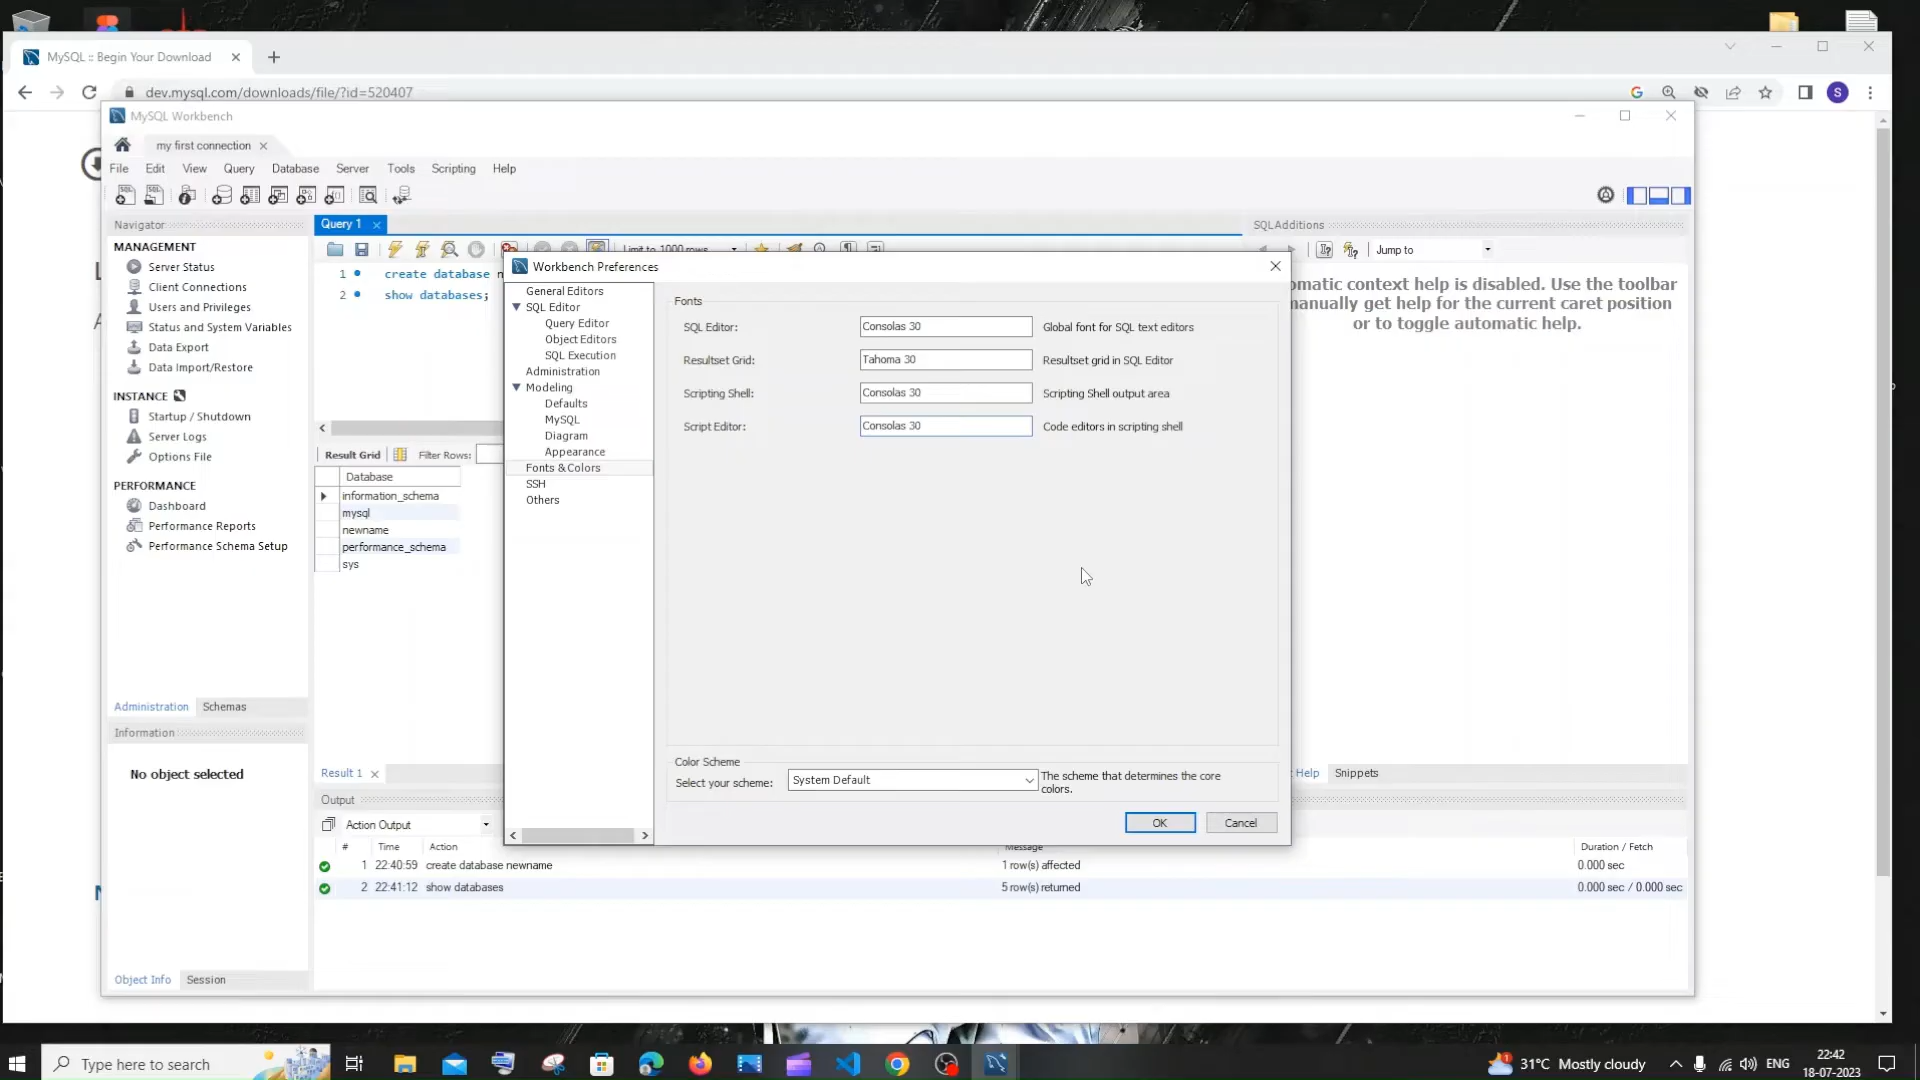 MySQL :: Begin Your Download
dev.mysql.com/downloads/file/?id=520407
S
MySQL Workbench
my first connection
File Edit View Query Database Server Tools Scripting Help
Navigator
Query 1
SQLAdditions
MANAGEMENT
Server Status
Client Connections
Users and Privileges
Status and System Variables
Data Export
Data Import/Restore
INSTANCE
Startup / Shutdown
Server Logs
Options File
PERFORMANCE
Dashboard
Performance Reports
Performance Schema Setup
Administration Schemas
Information
No object selected
Object Info Session
Limit to 1000 rows
1 create database n
2 show databases;
Result Grid Filter Rows:
Database
information_schema
mysql
newname
performance_schema
sys
Result 1
Workbench Preferences
General Editors
SQL Editor
Query Editor
Object Editors
SQL Execution
Administration
Modeling
Defaults
MySQL
Diagram
Appearance
Fonts & Colors
SSH
Others
Fonts
SQL Editor: Consolas 30 Global font for SQL text editors
Resultset Grid: Tahoma 30 Resultset grid in SQL Editor
Scripting Shell: Consolas 30 Scripting Shell output area
Script Editor: Consolas 30 Code editors in scripting shell
Color Scheme
Select your scheme: System Default The scheme that determines the core
colors.
OK Cancel
Jump to
omatic context help is disabled. Use the toolbar
manually get help for the current caret position
or to toggle automatic help.
Help Snippets
Output
Action Output
# Time Action Message Duration / Fetch
1 22:40:59 create database newname 1 row(s) affected 0.000 sec
2 22:41:12 show databases 5 row(s) returned 0.000 sec / 0.000 sec
Type here to search
31°C Mostly cloudy
ENG
22:42
18-07-2023